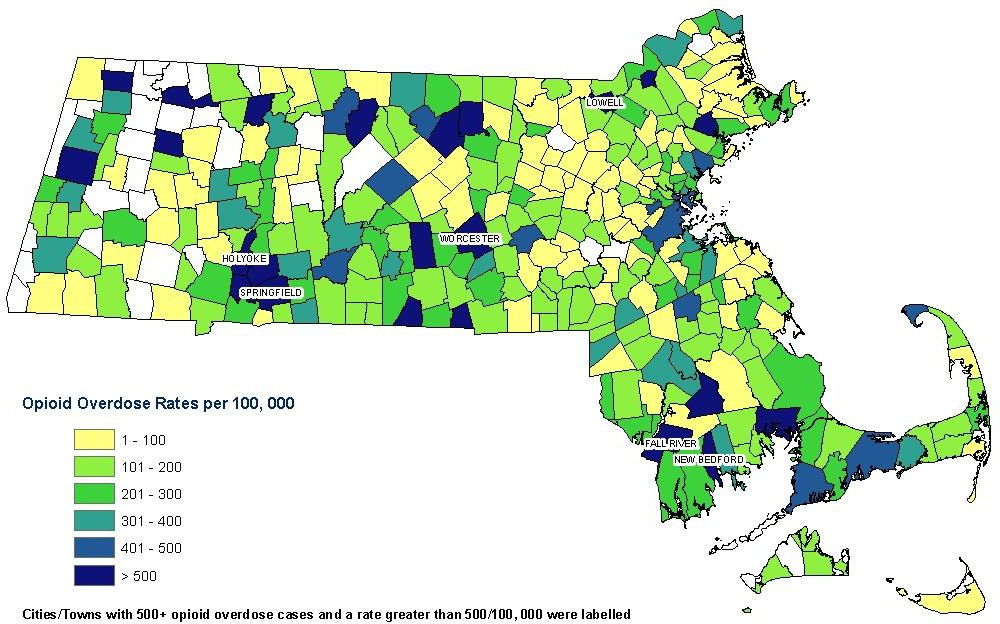 LOWELL
WORCESTER
HOLYOKE
SPRINGFIELD
Opioid Overdose Rates per 100, 000
1 - 100
101 - 200
201 - 300
301 - 400
401 - 500
> 500
FALL RIVER
NEW BEDFORD
Cities/Towns with 500+ opioid overdose cases and a rate greater than 500/100, 000 were labelled